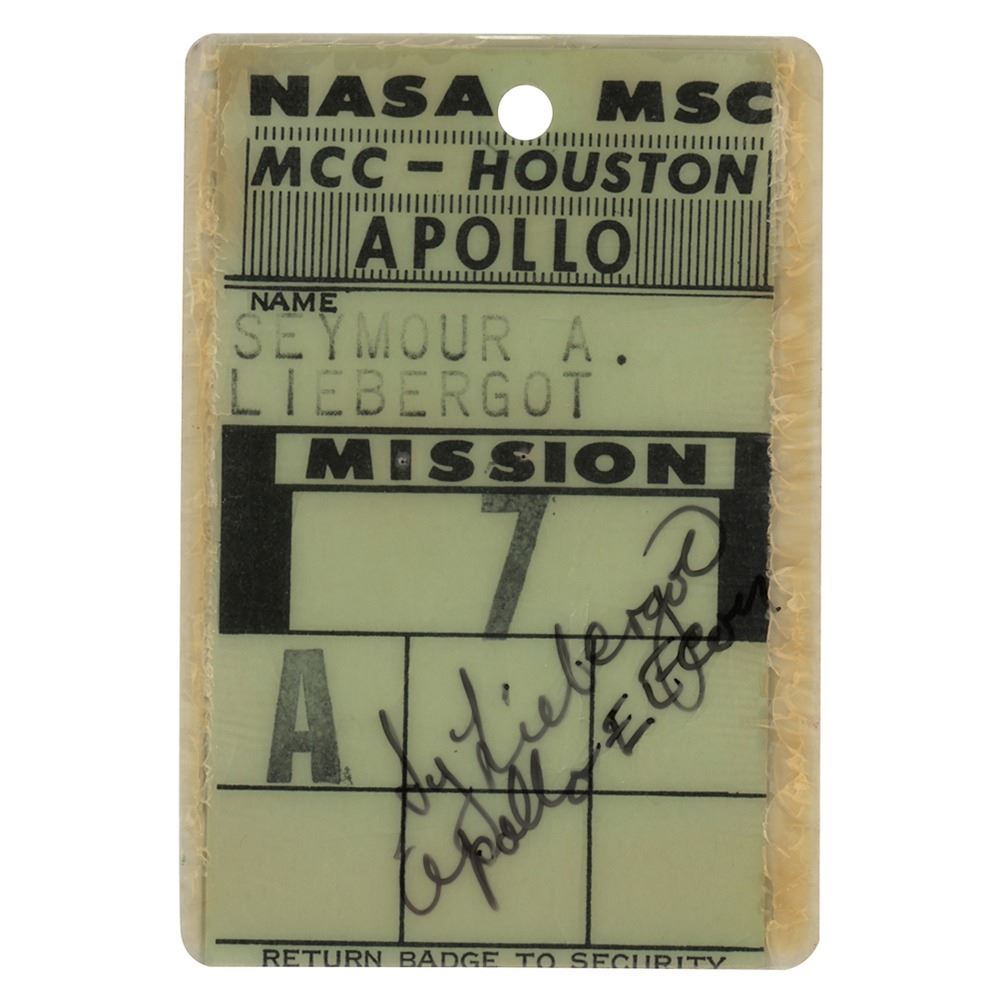 NASA MSC
MCC - HOUSTON
APOLLO
NAME
SEYMOUR A.
LIEBERGOT
MISSION
7
A
Sy Liebergot
Apollo EECOM
RETURN BADGE TO SECURITY